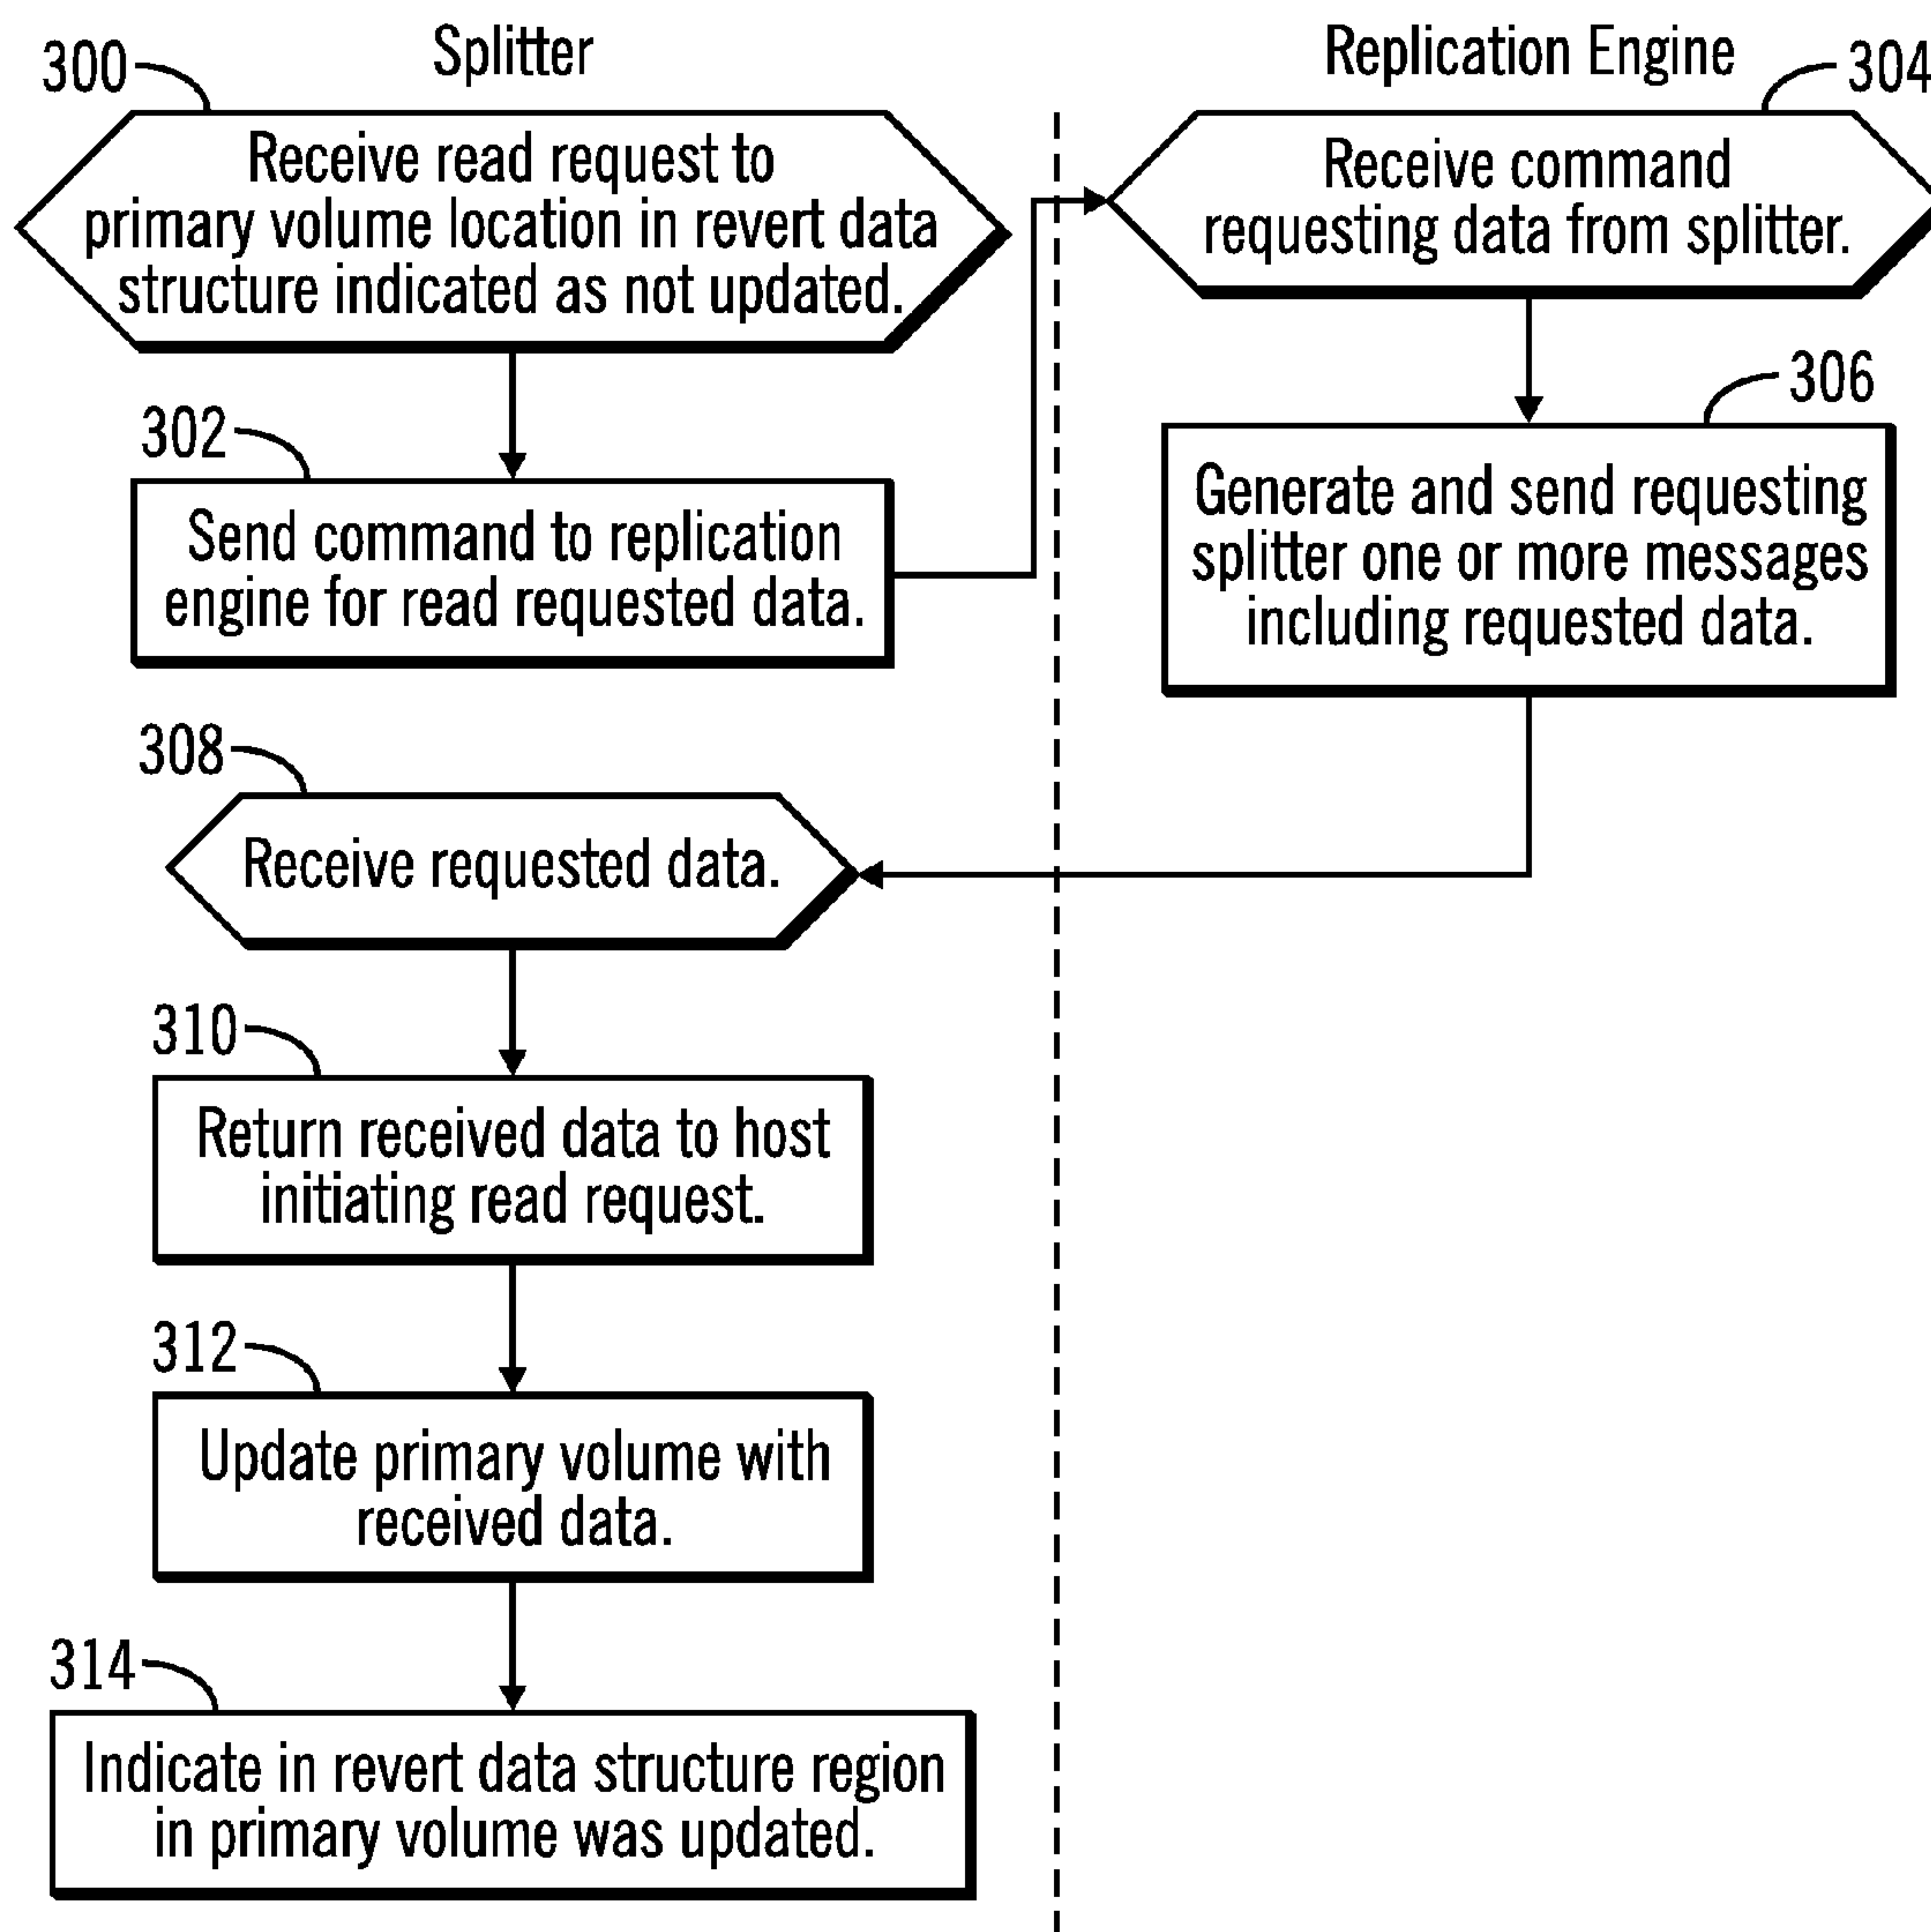 Splitter
300
Receive read request to
primary volume location in revert data
structure indicated as not updated.
302
Send command to replication
engine for read requested data.
Replication Engine
304
Receive command
requesting data from splitter.
306
Generate and send requesting
splitter one or more messages
including requested data.
308
Receive requested data.
310
Return received data to host
initiating read request.
312
Update primary volume with
received data.
314
Indicate in revert data structure region
in primary volume was updated.